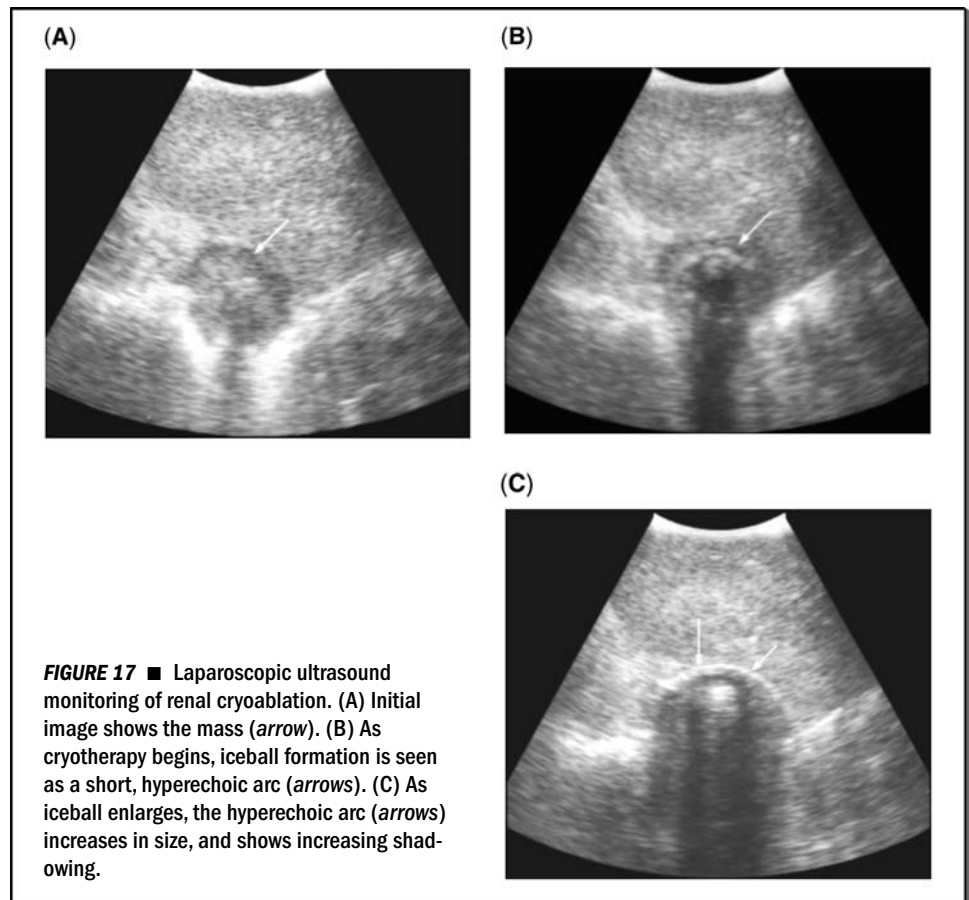 (A)
(B)
(C)
FIGURE 17 ■ Laparoscopic ultrasound
monitoring of renal cryoablation. (A) Initial
image shows the mass (arrow). (B) As
cryotherapy begins, iceball formation is seen
as a short, hyperechoic arc (arrows). (C) As
iceball enlarges, the hyperechoic arc (arrows)
increases in size, and shows increasing shad-
owing.